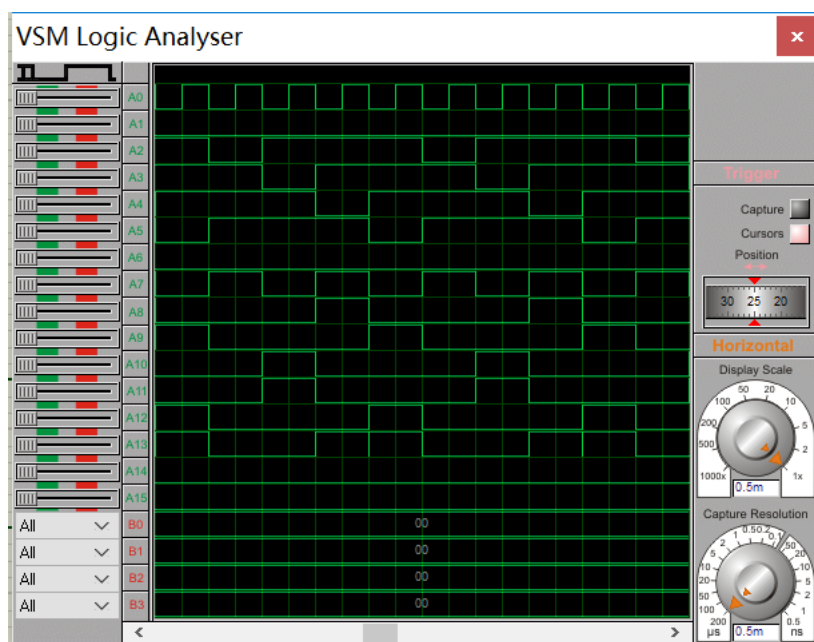 VSM Logic Analyser
A0
A1
A2
A3
A4
A5
A6
A7
A8
A9
A10
A11
A12
A13
A14
A15
All B0 00
All B1 00
All B2 00
All B3 00
Trigger
Capture
Cursors
Position
30 25 20
Horizontal
Display Scale
1000x 500 200 100 50 20 10 5 2 1x
0.5m
Capture Resolution
200 100 50 20 10 5 2 1 0.5 0.2 0.1 50 20 10 5 2 1 0.5
µs 0.5m ns